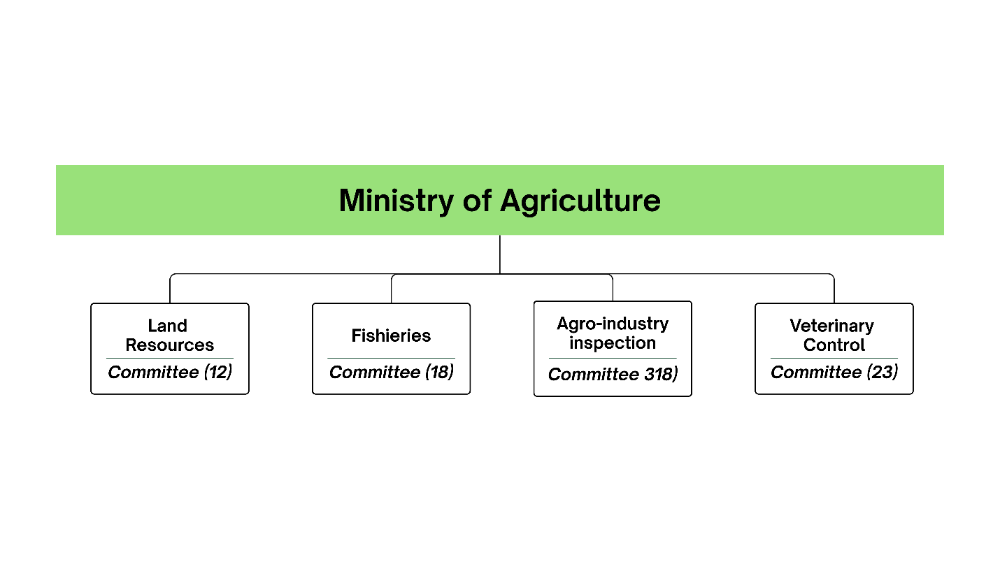 Ministry of Agriculture
Land
Resources
Committee (12)
Fishieries
Committee (18)
Agro-industry
inspection
Committee 318)
Veterinary
Control
Committee (23)